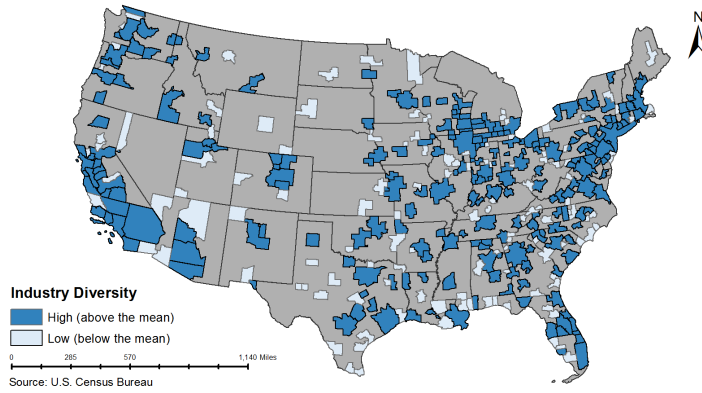 N
Industry Diversity
High (above the mean)
Low (below the mean)
0 285 570 1,140 Miles
Source: U.S. Census Bureau